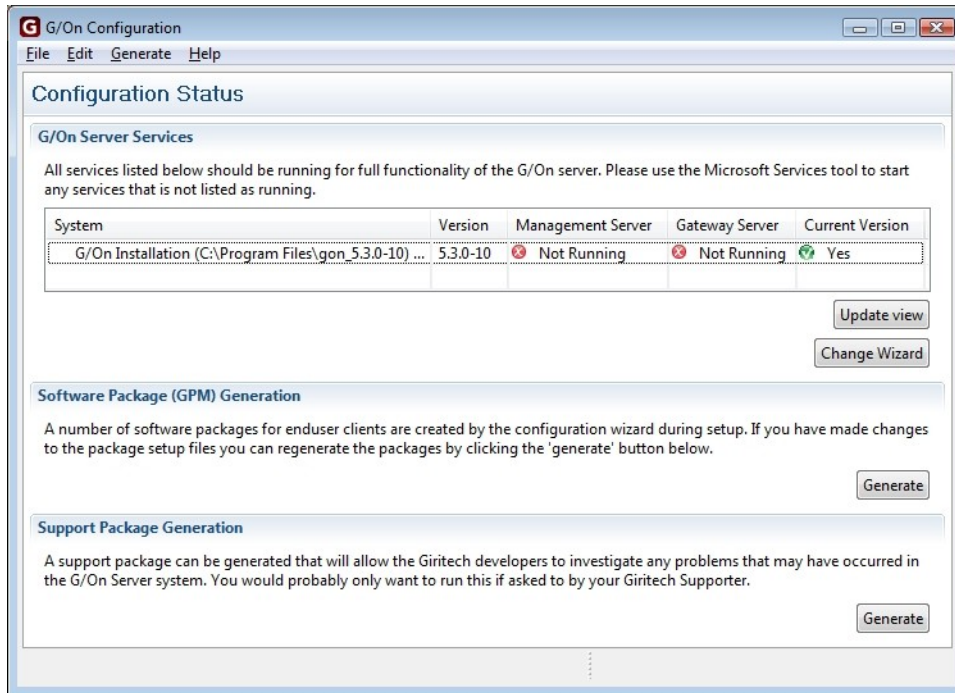 G G/On Configuration
File Edit Generate Help
Configuration Status
G/On Server Services
All services listed below should be running for full functionality of the G/On server. Please use the Microsoft Services tool to start
any services that is not listed as running.
System Version Management Server Gateway Server Current Version
G/On Installation (C:\Program Files\gon_5.3.0-10) ... 5.3.0-10 Not Running Not Running Yes
Update view
Change Wizard
Software Package (GPM) Generation
A number of software packages for enduser clients are created by the configuration wizard during setup. If you have made changes
to the package setup files you can regenerate the packages by clicking the 'generate' button below.
Generate
Support Package Generation
A support package can be generated that will allow the Giritech developers to investigate any problems that may have occurred in
the G/On Server system. You would probably only want to run this if asked to by your Giritech Supporter.
Generate